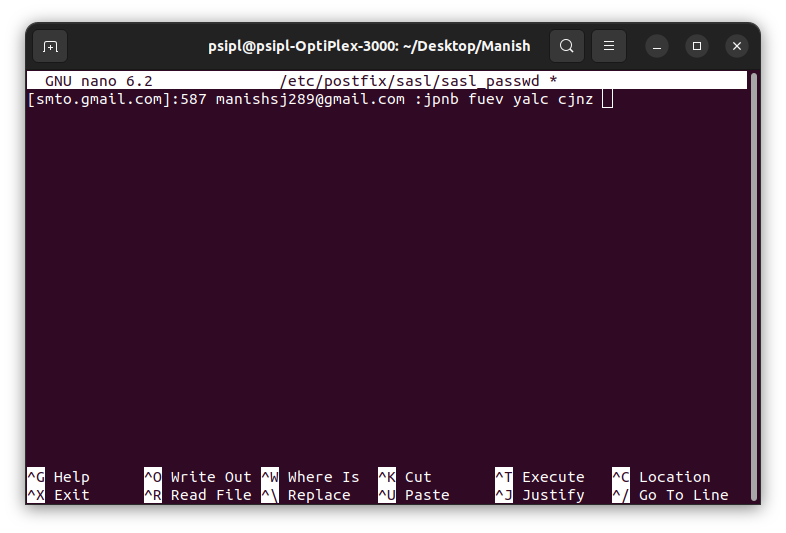 psipl@psipl-OptiPlex-3000: ~/Desktop/Manish
GNU nano 6.2 /etc/postfix/sasl/sasl_passwd *
[smto.gmail.com]:587 manishsj289@gmail.com :jpnb fuev yalc cjnz
^G Help ^O Write Out ^W Where Is ^K Cut ^T Execute ^C Location
^X Exit ^R Read File ^\ Replace ^U Paste ^J Justify ^/ Go To Line